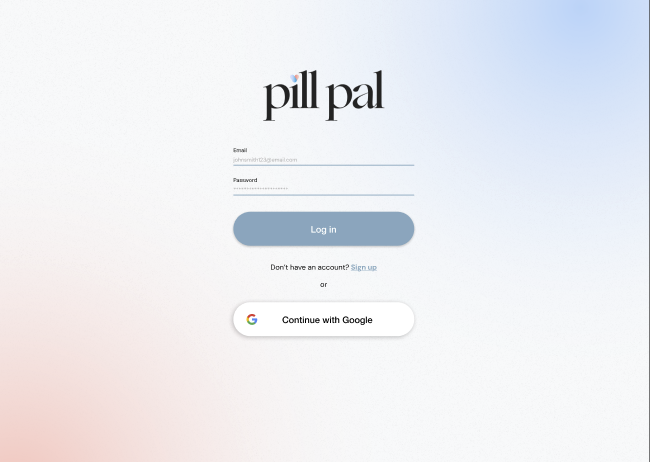 pill pal
Email
johnsmith123@email.com
Password
********************
Log in
Don't have an account? Sign up
or
Continue with Google